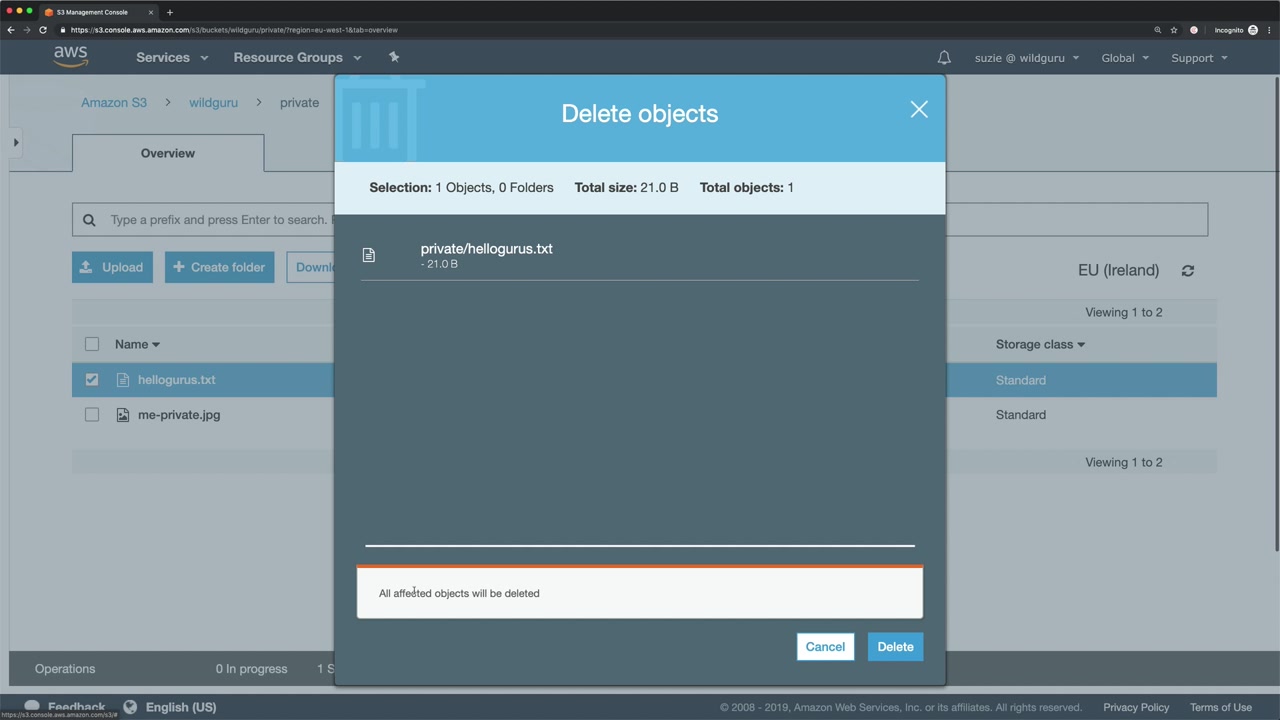 S3 Management Console
https://s3.console.aws.amazon.com/s3/buckets/wildguru/private/?region=eu-west-1&tab=overview
Incognito
aws
Services
Resource Groups
suzie @ wildguru
Global
Support
Amazon S3 > wildguru > private
Overview
Type a prefix and press Enter to search.
Upload
+ Create folder
EU (Ireland)
Viewing 1 to 2
Name
Storage class
hellogurus.txt
Standard
me-private.jpg
Standard
Viewing 1 to 2
Delete objects
Selection: 1 Objects, 0 Folders Total size: 21.0 B Total objects: 1
private/hellogurus.txt
- 21.0 B
All affected objects will be deleted
Cancel
Delete
Operations
0 In progress
Feedback
English (US)
© 2008 - 2019, Amazon Web Services, Inc. or its affiliates. All rights reserved.
Privacy Policy
Terms of Use
https://s3.console.aws.amazon.com/s3/#